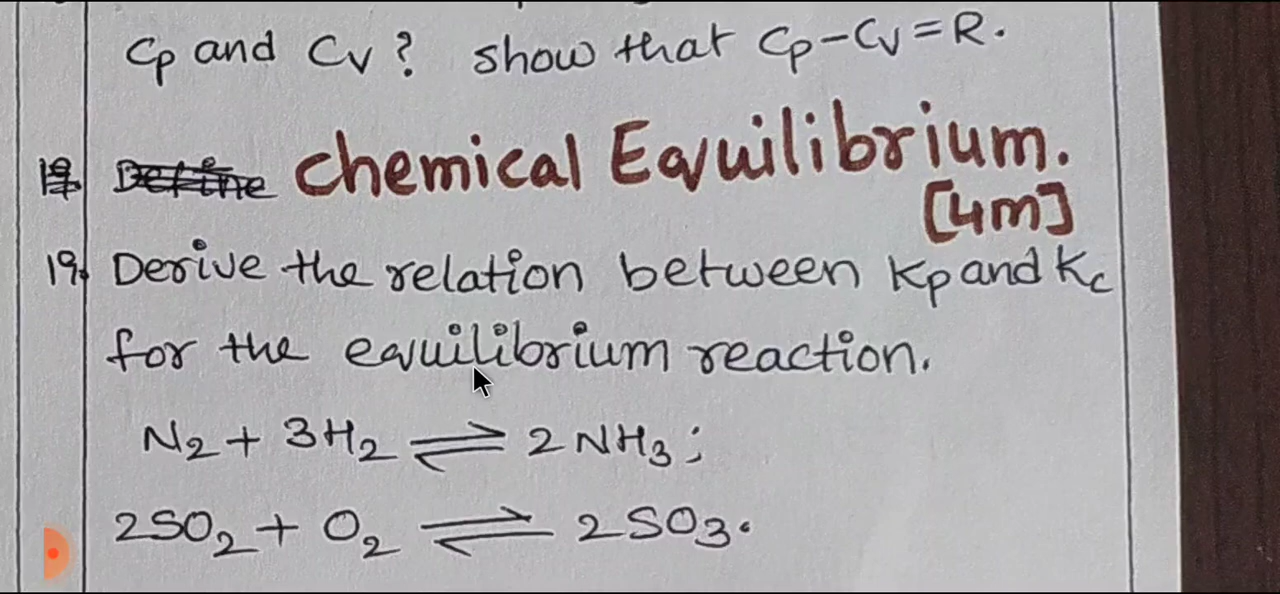 Cp and Cv? show that Cp-Cv=R.
Define chemical Equilibrium.
[4m]
19. Derive the relation between Kp and Kc
for the equilibrium reaction.
N₂ + 3H₂ ⇌ 2NH₃;
2SO₂ + O₂ ⇌ 2SO₃.